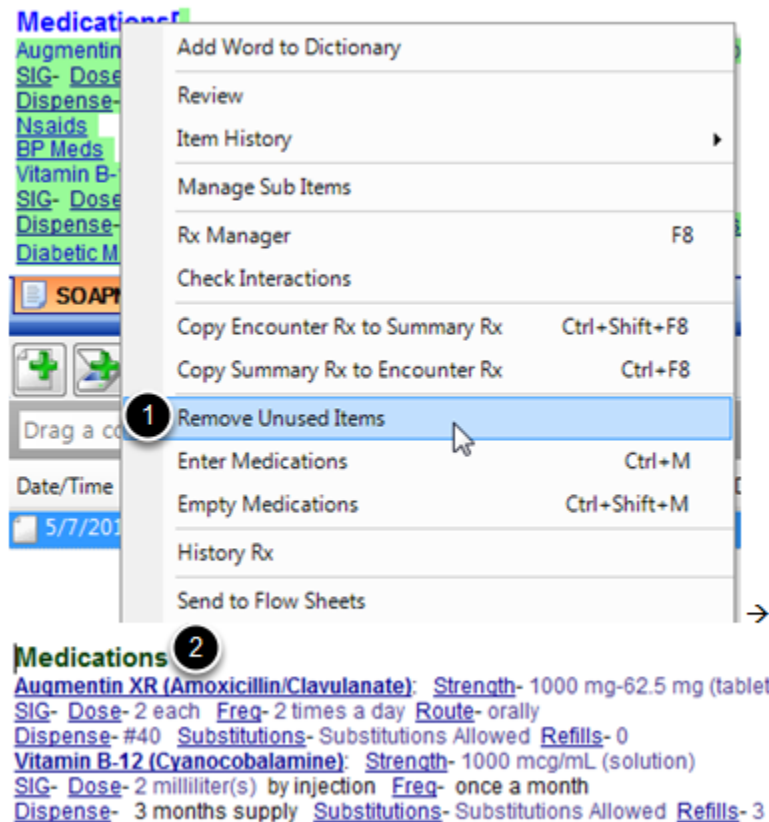 Medications[
Augmentin
SIG- Dose
Dispense-
Nsaids
BP Meds
Vitamin B-
SIG- Dose
Dispense-
Diabetic M
SOAP
Drag a co
Date/Time
5/7/201
Add Word to Dictionary
Review
Item History
Manage Sub Items
Rx Manager F8
Check Interactions
Copy Encounter Rx to Summary Rx Ctrl+Shift+F8
Copy Summary Rx to Encounter Rx Ctrl+F8
1 Remove Unused Items
Enter Medications Ctrl+M
Empty Medications Ctrl+Shift+M
History Rx
Send to Flow Sheets
→
Medications 2
Augmentin XR (Amoxicillin/Clavulanate): Strength- 1000 mg-62.5 mg (tablet
SIG- Dose- 2 each Freq- 2 times a day Route- orally
Dispense- #40 Substitutions- Substitutions Allowed Refills- 0
Vitamin B-12 (Cyanocobalamine): Strength- 1000 mcg/mL (solution)
SIG- Dose- 2 milliliter(s) by injection Freq- once a month
Dispense- 3 months supply Substitutions- Substitutions Allowed Refills- 3